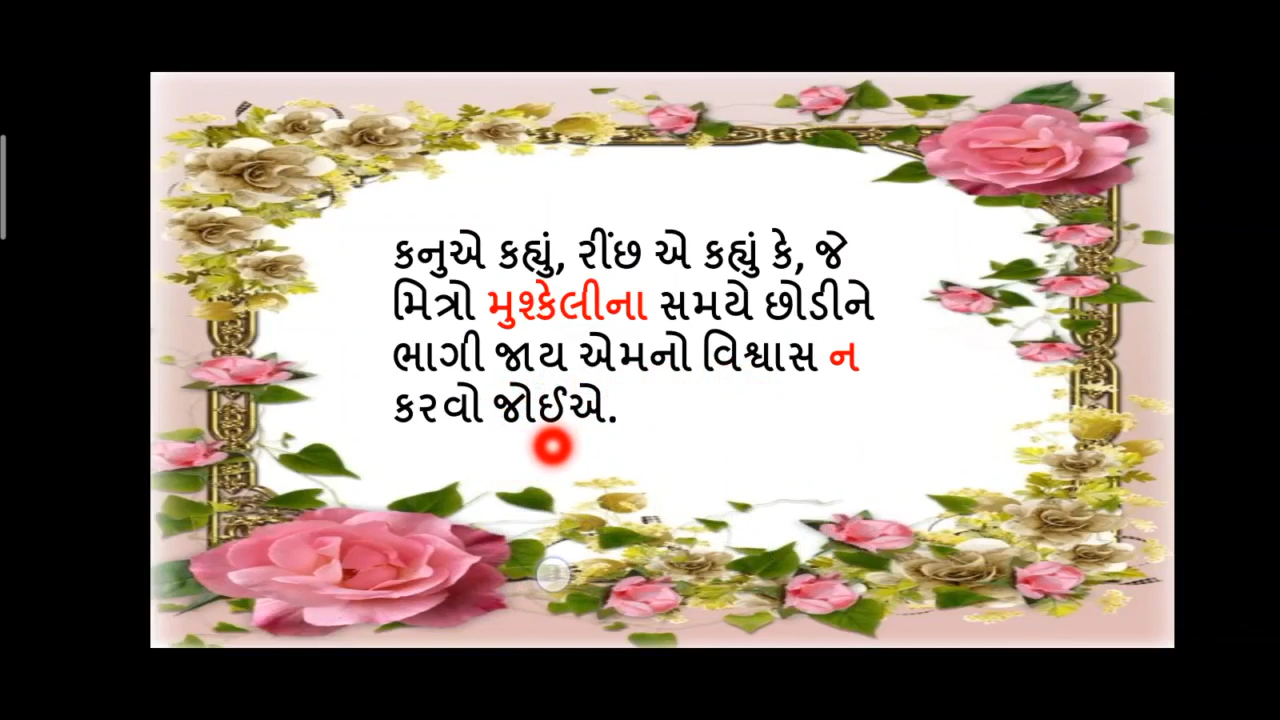 કનુએ કહ્યું, રીંછ એ કહ્યું કે, જે
મિત્રો મુશ્કેલીના સમયે છોડીને
ભાગી જાય એમનો વિશ્વાસ ન
કરવો જોઈએ.